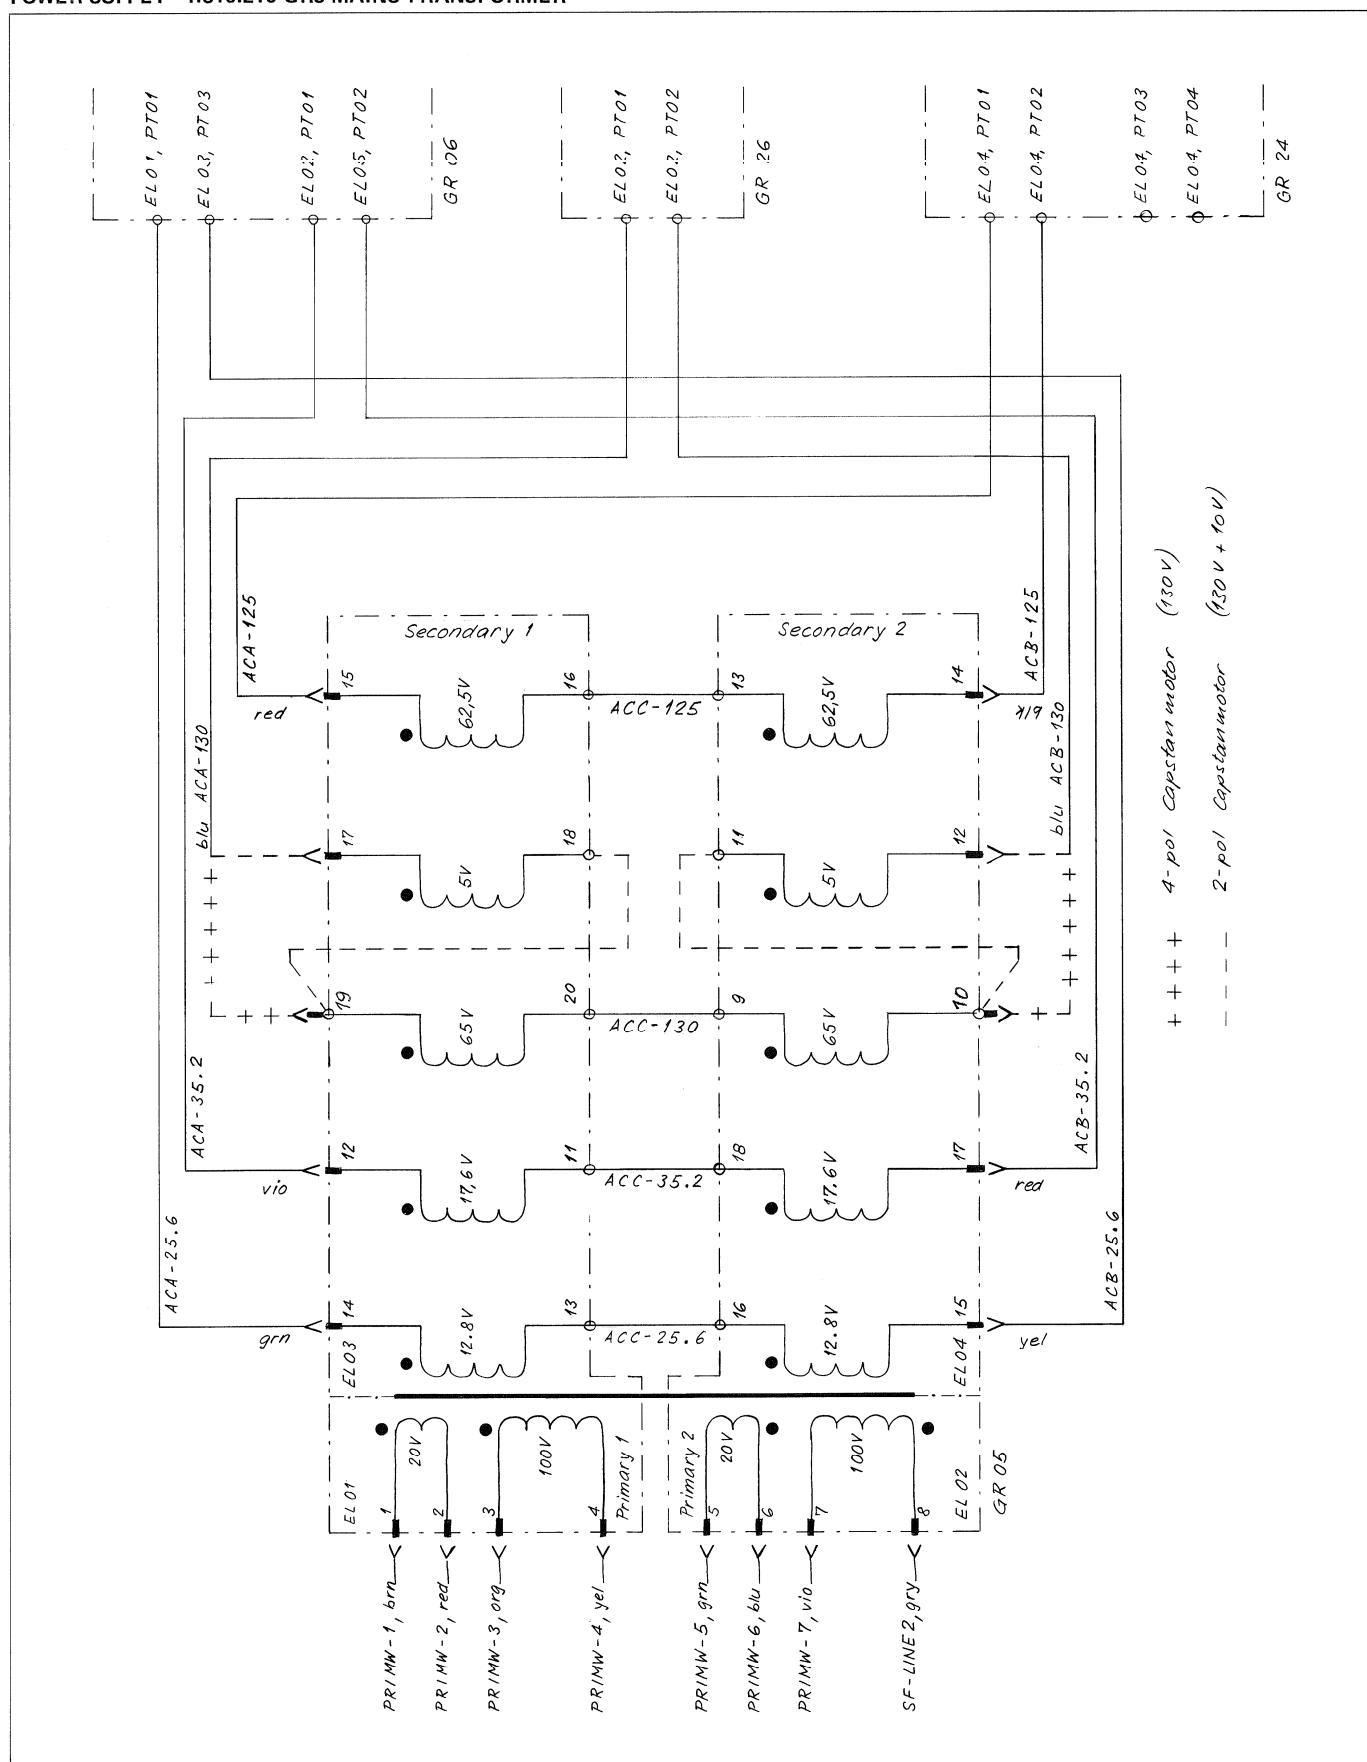 EL01, PT01
EL03, PT03
EL02, PT01
EL05, PT02
GR 06
EL02, PT01
EL02, PT02
GR 26
EL04, PT01
EL04, PT02
EL04, PT03
EL04, PT04
GR 24
ACA-125
Secondary 1
Secondary 2
ACB-125
15
62,5V
16
ACC-125
13
62,5V
14
red
blk
blu ACA-130
17
5V
18
11
5V
12
blu ACB-130
19
65V
20
ACC-130
9
65V
10
ACA-35.2
ACB-35.2
12
17,6V
11
ACC-35.2
18
17.6V
17
vio
red
ACA-25.6
ACB-25.6
14
12.8V
13
ACC-25.6
16
12.8V
15
grn
yel
EL03
EL04
EL01
20V
100V
Primary 1
Primary 2
20V
100V
EL02
GR 05
1
2
3
4
5
6
7
8
PRIMW-1, brn
PRIMW-2, red
PRIMW-3, org
PRIMW-4, yel
PRIMW-5, grn
PRIMW-6, blu
PRIMW-7, vio
SF-LINE2, gry
++++ 4-pol Capstanmotor (130V)
---- 2-pol Capstanmotor (130V + 10V)